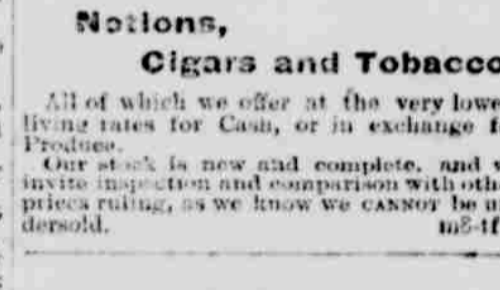 Notions,
Cigars and Tobacco
All of which we offer at the very lowe
living rates for Cash, or in exchange f
Produce.
Our stock is new and complete, and w
invite inspection and comparison with oth
prices ruling, as we know we CANNOT be un
dersold. m8-tf